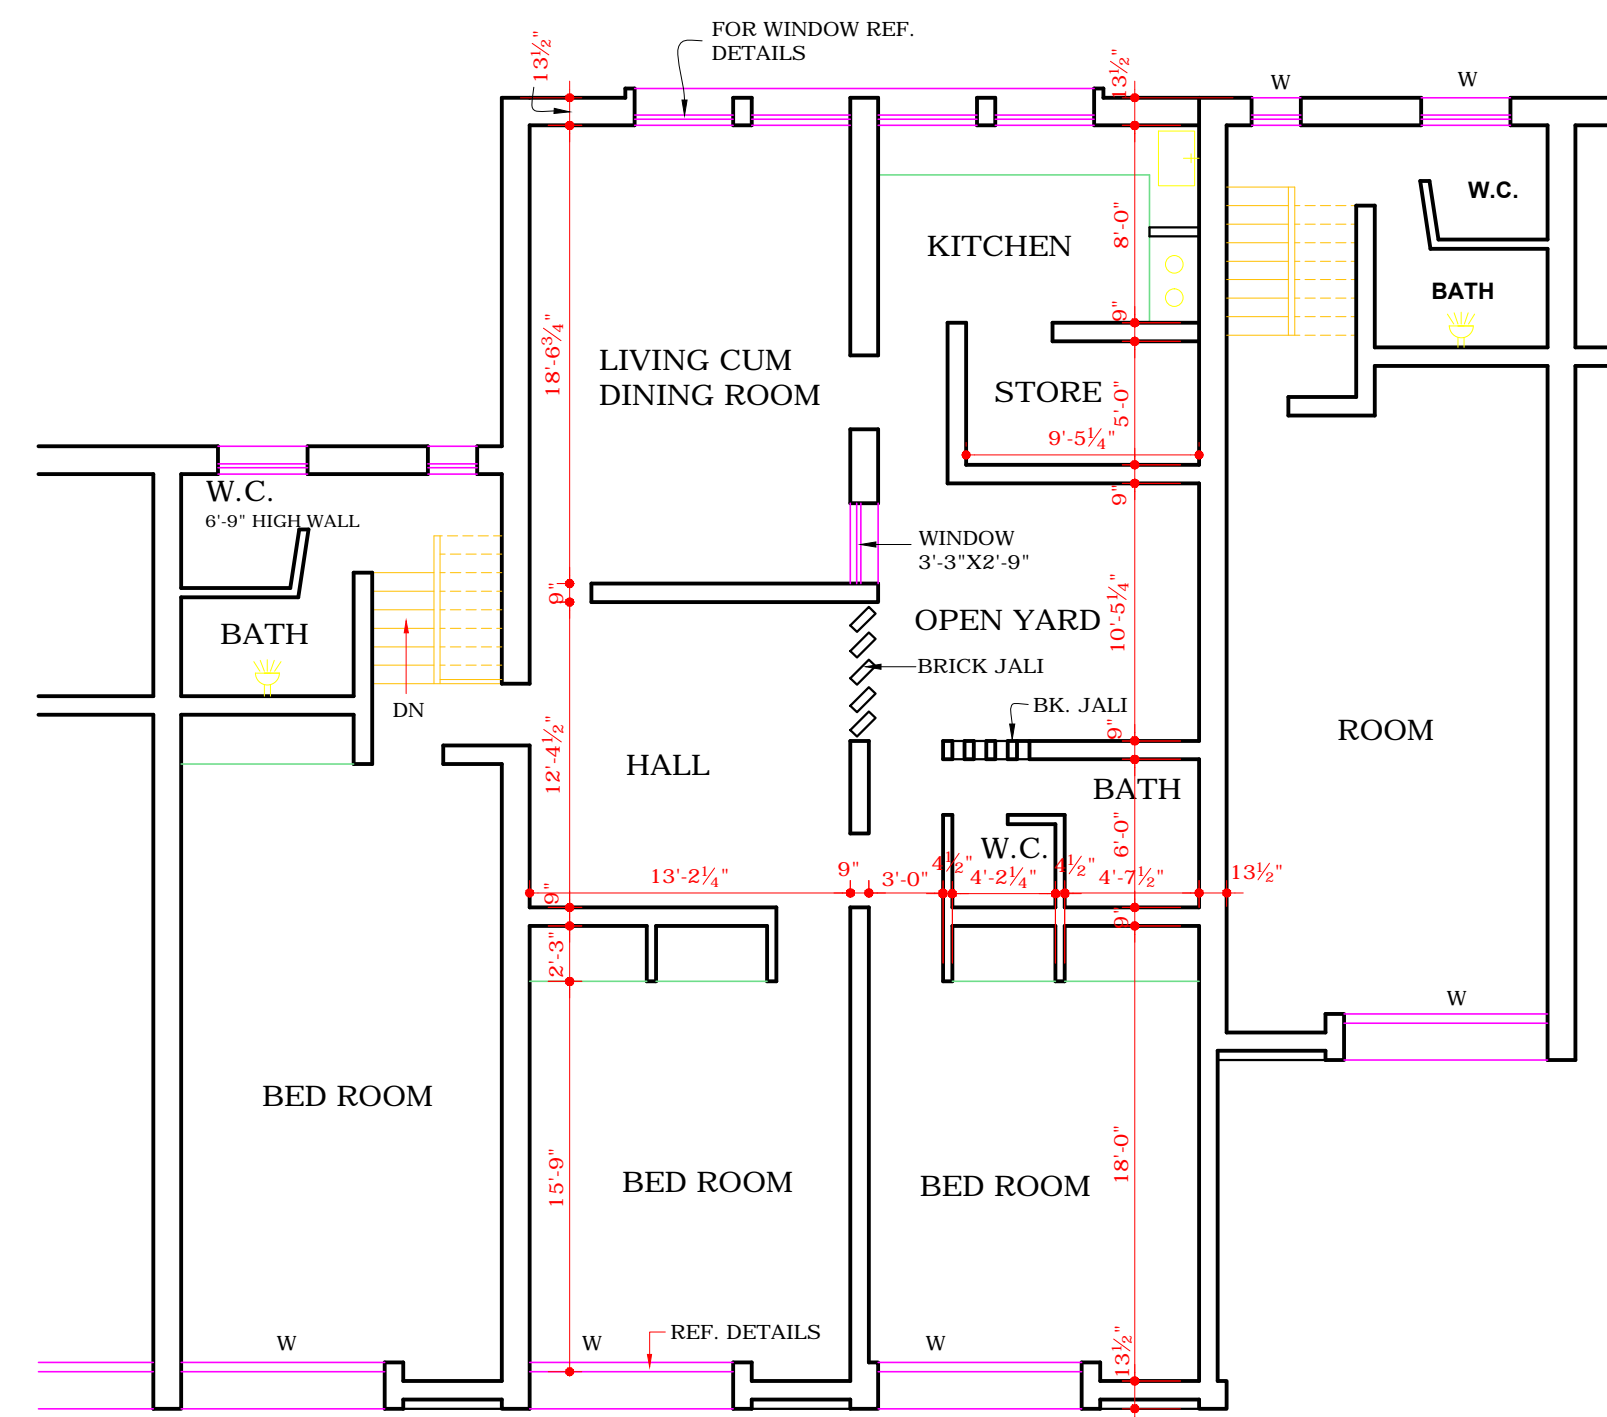 FOR WINDOW REF.
DETAILS
13½"
13½"
W
W
W.C.
KITCHEN
8'-0"
BATH
9"
18'-6¾"
LIVING CUM
DINING ROOM
STORE
5'-0"
9'-5¼"
W.C.
6'-9" HIGH WALL
9"
WINDOW
3'-3"X2'-9"
9"
OPEN YARD
10'-5¼"
BATH
BRICK JALI
DN
BK. JALI
9"
ROOM
12'-4½"
HALL
BATH
6'-0"
W.C.
13'-2¼"
9"
3'-0"
4½"
4'-2¼"
4½"
4'-7½"
13½"
9"
9"
2'-3"
W
BED ROOM
15'-9"
BED ROOM
BED ROOM
18'-0"
REF. DETAILS
W
W
W
13½"